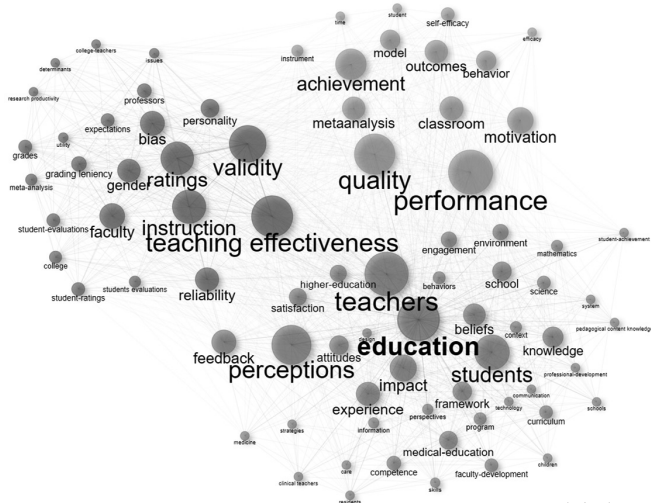 time
student
self-efficacy
efficacy
college-teachers
issues
instrument
model
outcomes
behavior
determinants
achievement
research productivity
professors
personality
metaanalysis
classroom
motivation
expectations
bias
utility
grades
grading leniency
gender
ratings
validity
quality
performance
meta-analysis
student-evaluations
faculty
instruction
teaching effectiveness
engagement
environment
student-achievement
mathematics
college
student-ratings
students evaluations
reliability
higher-education
behaviors
school
science
satisfaction
teachers
system
beliefs
context
pedagogical content knowledge
design
feedback
attitudes
education
knowledge
perceptions
impact
students
professional-development
experience
framework
communication
technology
schools
perspectives
strategies
information
program
curriculum
medicine
medical-education
care
competence
faculty-development
children
clinical teachers
skills
residents